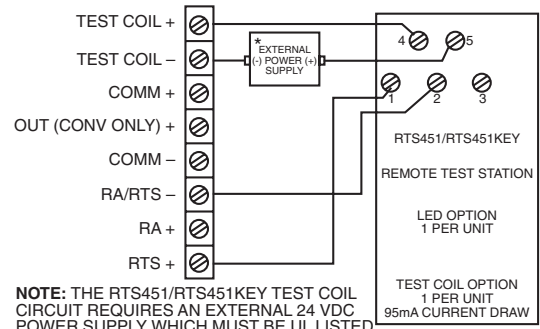 TEST COIL +
TEST COIL –
COMM +
OUT (CONV ONLY) +
COMM –
RA/RTS –
RA +
RTS +
*
EXTERNAL
(-) POWER (+)
SUPPLY
4
5
1
2
3
RTS451/RTS451KEY
REMOTE TEST STATION
LED OPTION
1 PER UNIT
TEST COIL OPTION
1 PER UNIT
95mA CURRENT DRAW
NOTE: THE RTS451/RTS451KEY TEST COIL
CIRCUIT REQUIRES AN EXTERNAL 24 VDC
POWER SUPPLY WHICH MUST BE UL LISTED